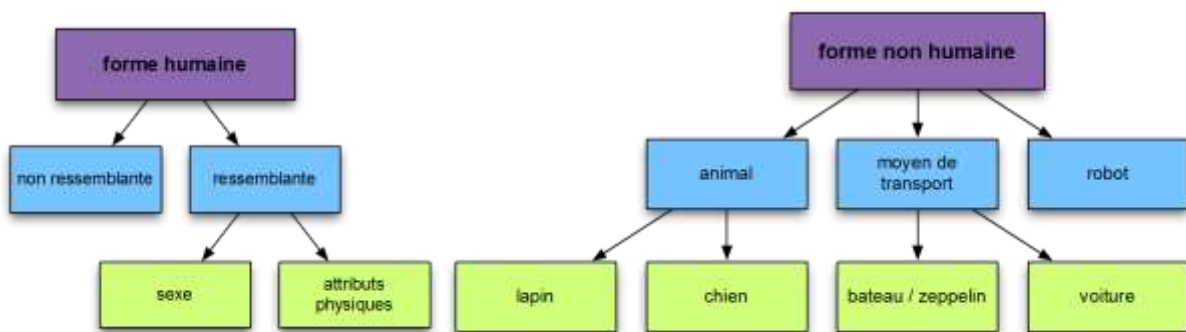 forme humaine
forme non humaine
non ressemblante
ressemblante
animal
moyen de
transport
robot
sexe
attributs
physiques
lapin
chien
bateau / zeppelin
voiture